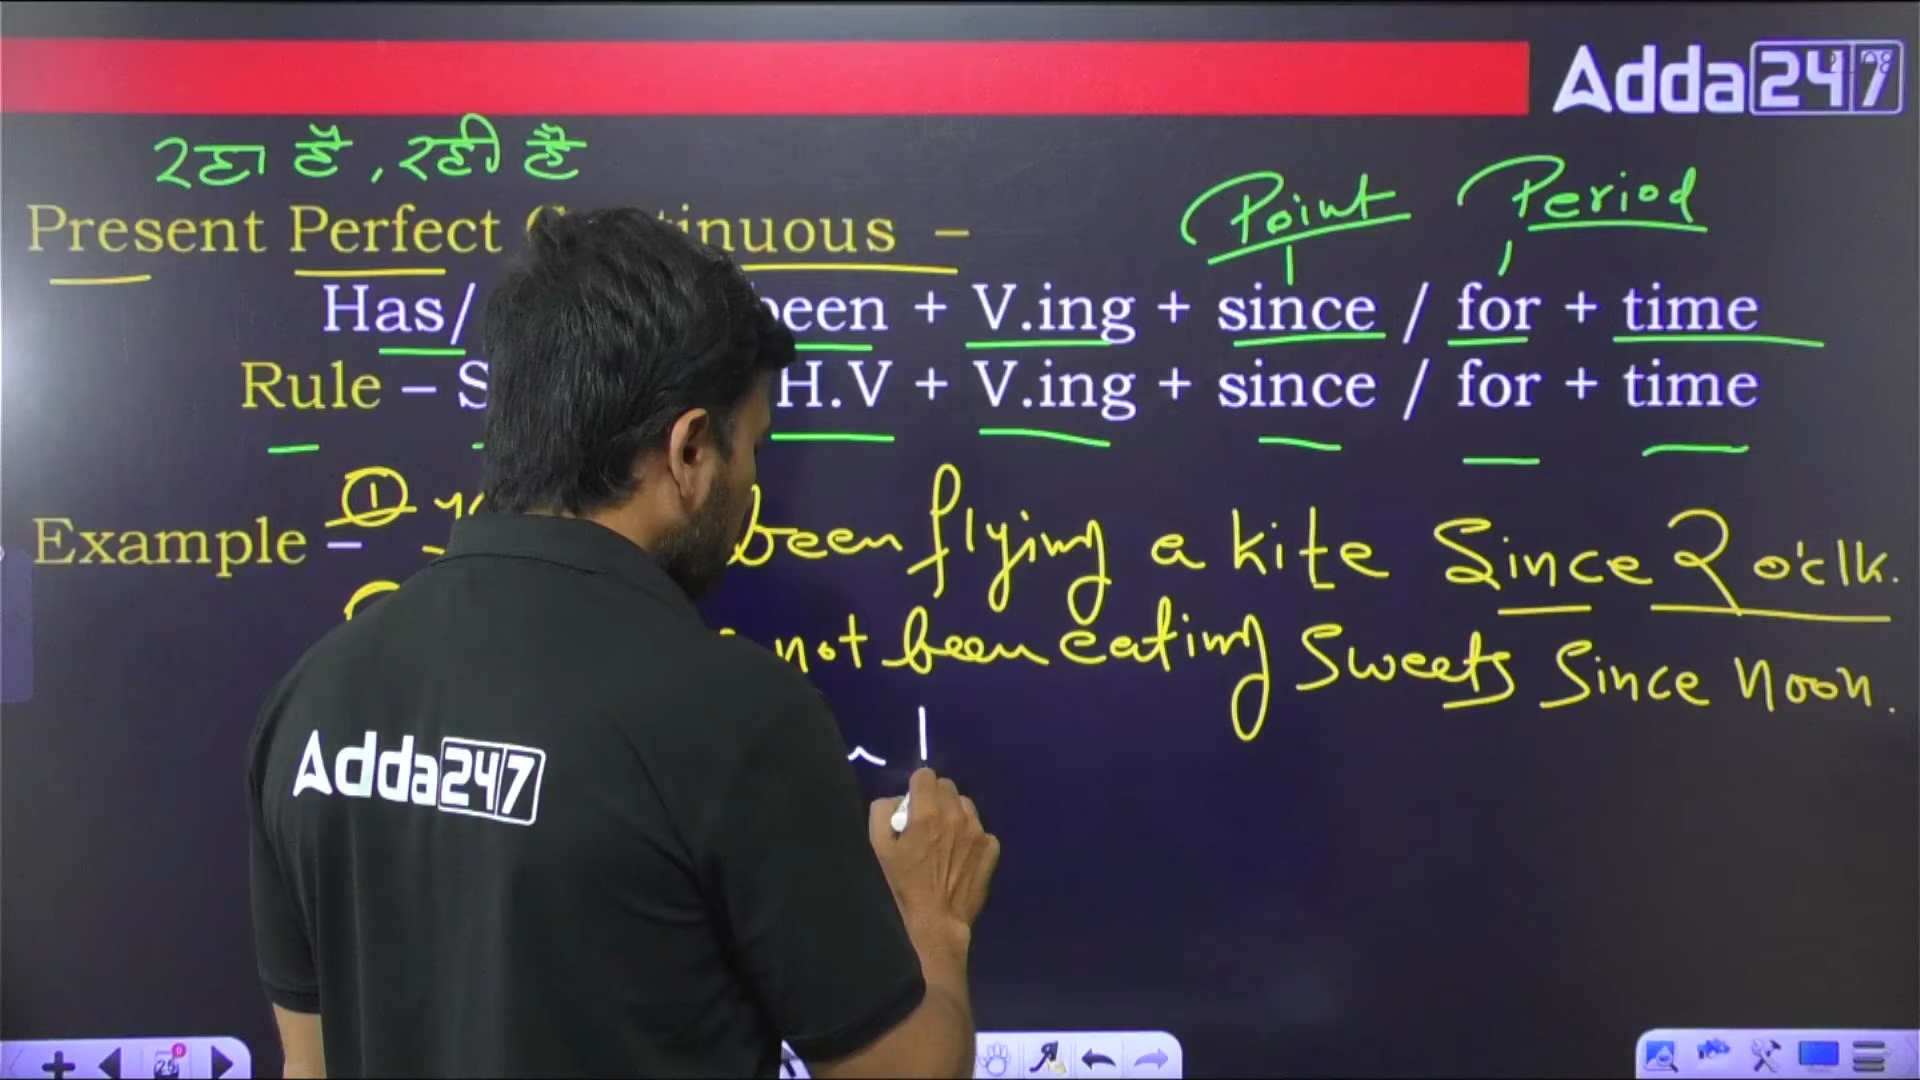 Adda247
रहा है, रही है
Point Period
Present Perfect
Has/ been + V.ing + since / for + time
Rule – S H.V + V.ing + since / for + time
Example – ① been flying a kite Since 2 o'clk.
not been eating Sweets Since Noon.
Adda247